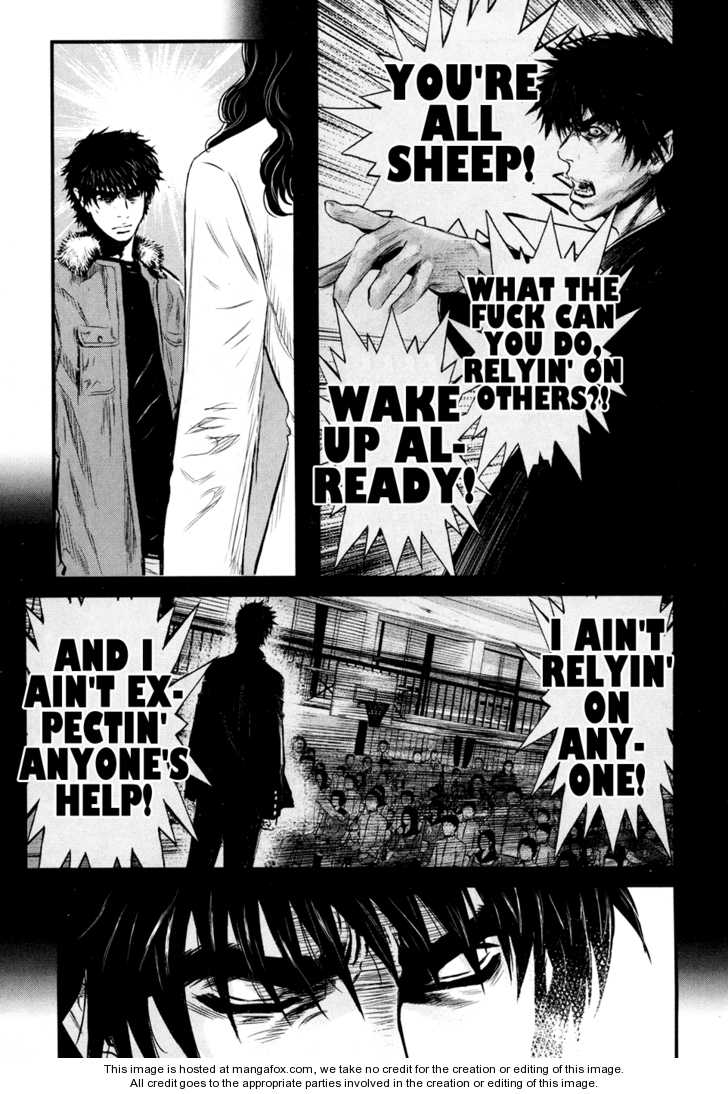 YOU'RE
ALL
SHEEP!
WHAT THE
FUCK CAN
YOU DO,
RELYIN' ON
OTHERS?!
WAKE
UP AL-
READY!
I AIN'T
RELYIN'
ON
ANY-
ONE!
AND I
AIN'T EX-
PECTIN'
ANYONE'S
HELP!
This image is hosted at mangafox.com, we take no credit for the creation or editing of this image.
All credit goes to the appropriate parties involved in the creation or editing of this image.